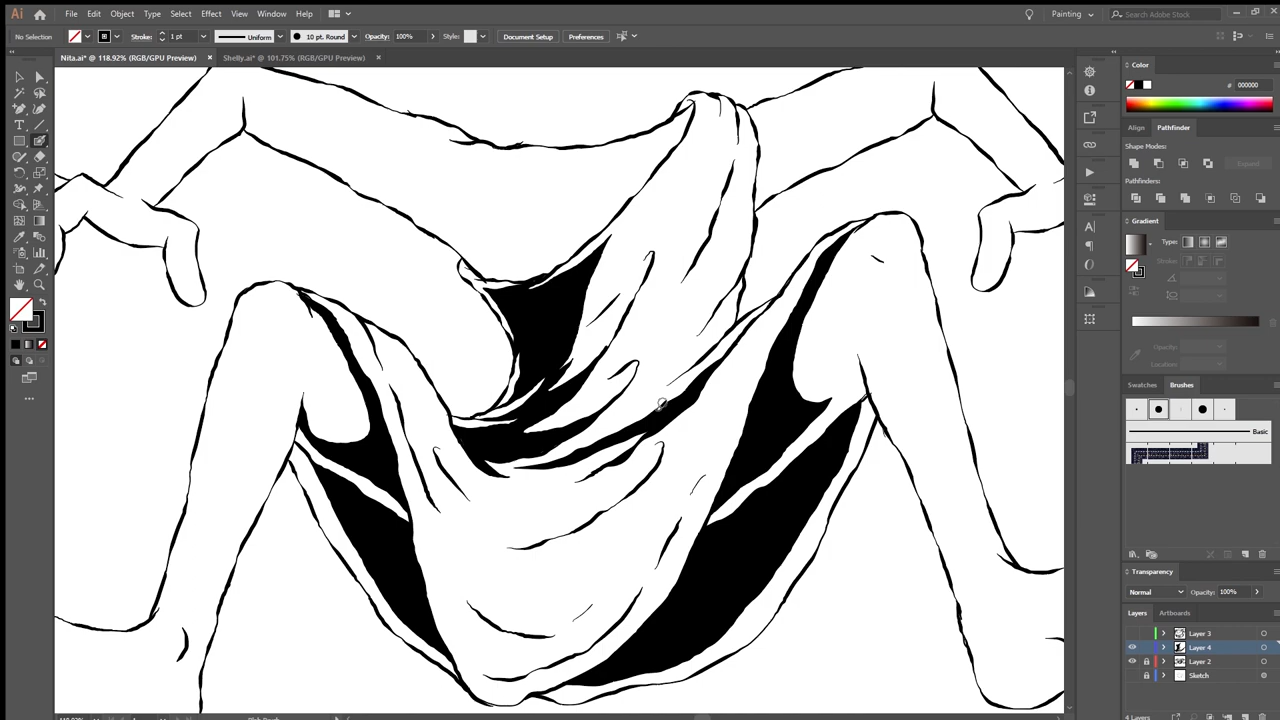 Ai File Edit Object Type Select Effect View Window Help Painting Search Adobe Stock
No Selection Stroke: 1 pt Uniform 10 pt. Round Opacity: 100% Style: Document Setup Preferences
Nita.ai* @ 118.92% (RGB/GPU Preview) × Shelly.ai* @ 101.75% (RGB/GPU Preview) ×
Color
# 000000
Align Pathfinder
Shape Modes:
Expand
Pathfinders:
Gradient
Type:
Stroke:
Opacity:
Location:
Swatches Brushes
Basic
Transparency
Normal Opacity: 100%
Layers Artboards
Layer 3
Layer 4
Layer 2
Sketch
4 Layers